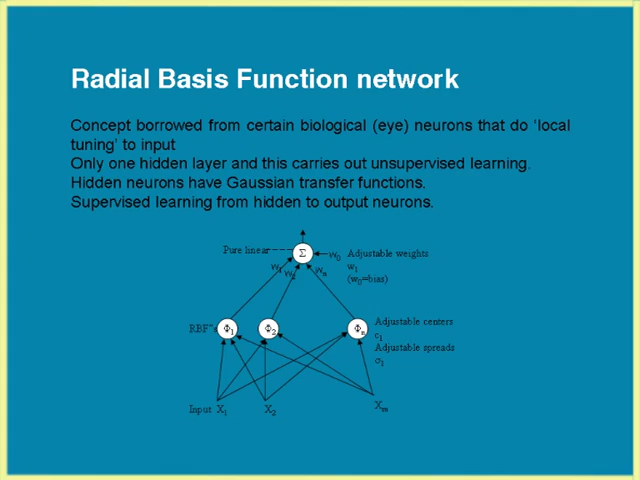 Radial Basis Function network
Concept borrowed from certain biological (eye) neurons that do ‘local
tuning’ to input
Only one hidden layer and this carries out unsupervised learning.
Hidden neurons have Gaussian transfer functions.
Supervised learning from hidden to output neurons.
Pure linear Σ w0 Adjustable weights
w1 w2 wn w1
(w0=bias)
RBF's Φ1 Φ2 Φn Adjustable centers
c1
Adjustable spreads
σ1
Input X1 X2 Xm